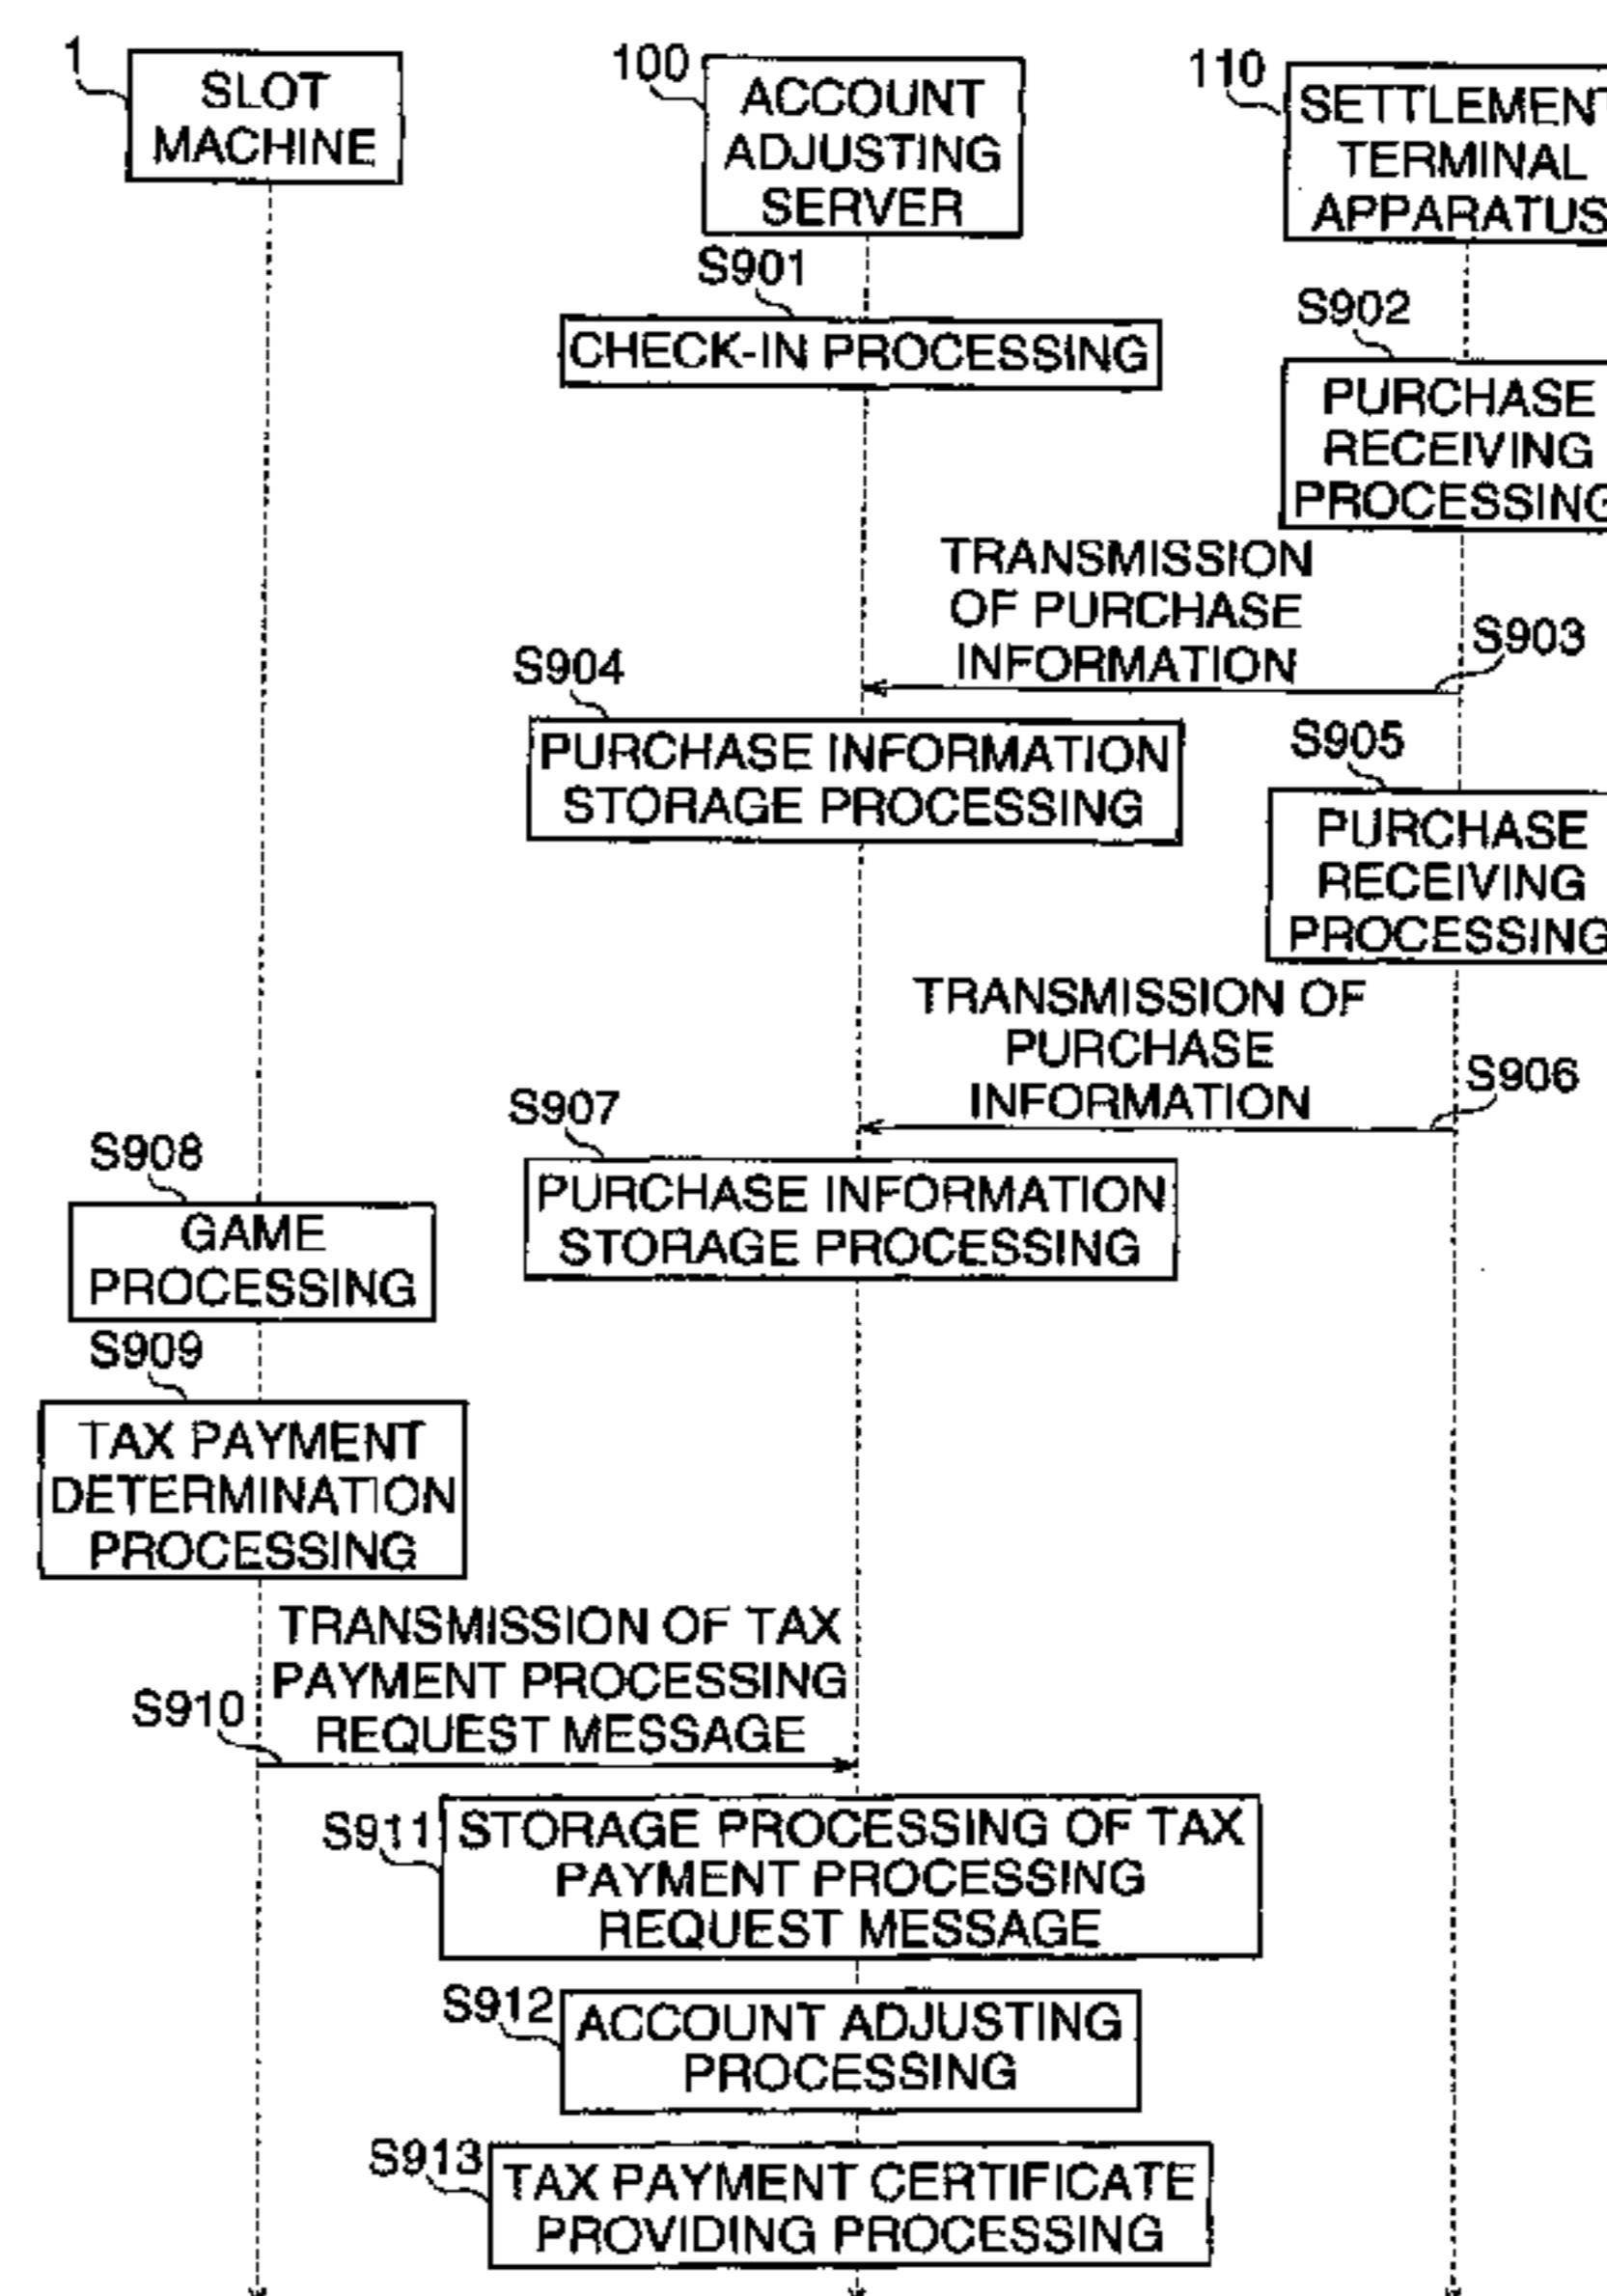 1
SLOT
MACHINE
100
ACCOUNT
ADJUSTING
SERVER
110
SETTLEMENT
TERMINAL
APPARATUS
S901
CHECK-IN PROCESSING
S902
PURCHASE
RECEIVING
PROCESSING
TRANSMISSION
OF PURCHASE
INFORMATION
S903
S904
PURCHASE INFORMATION
STORAGE PROCESSING
S905
PURCHASE
RECEIVING
PROCESSING
TRANSMISSION OF
PURCHASE
INFORMATION
S906
S907
PURCHASE INFORMATION
STORAGE PROCESSING
S908
GAME
PROCESSING
S909
TAX PAYMENT
DETERMINATION
PROCESSING
TRANSMISSION OF TAX
PAYMENT PROCESSING
REQUEST MESSAGE
S910
S911
STORAGE PROCESSING OF TAX
PAYMENT PROCESSING
REQUEST MESSAGE
S912
ACCOUNT ADJUSTING
PROCESSING
S913
TAX PAYMENT CERTIFICATE
PROVIDING PROCESSING